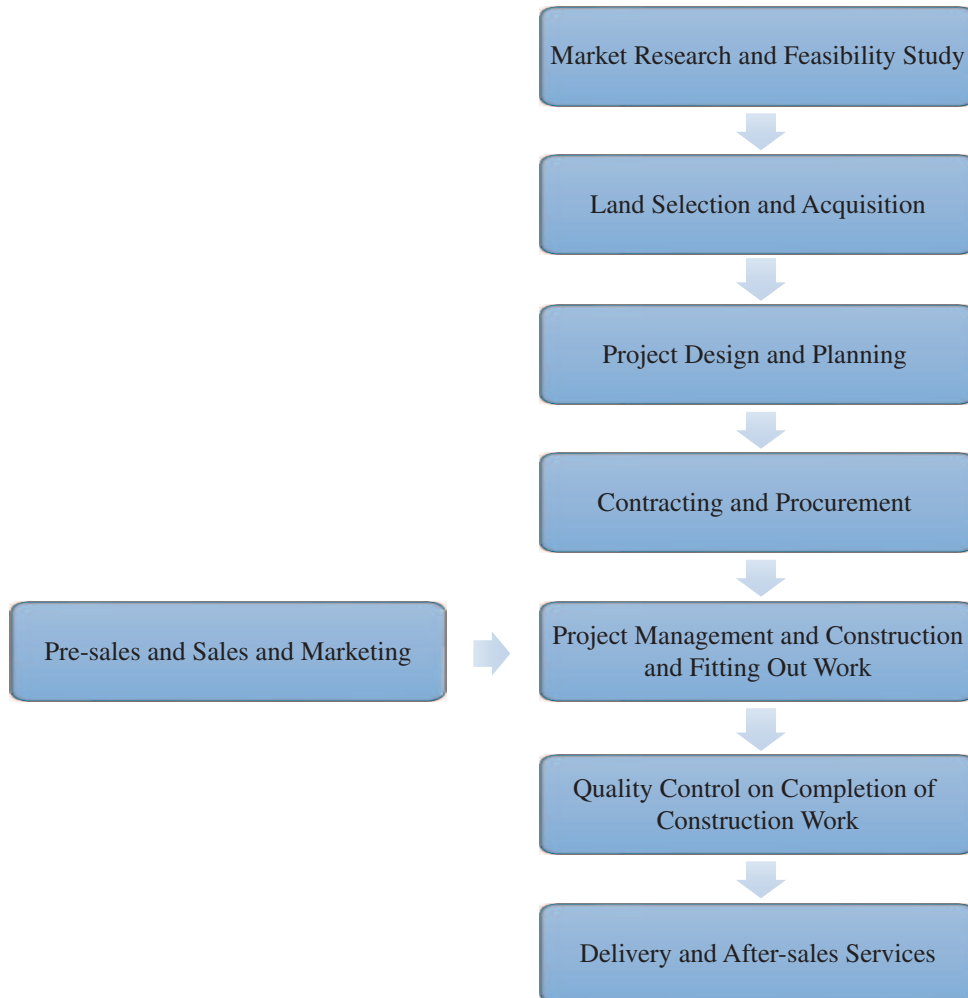 Market Research and Feasibility Study
Land Selection and Acquisition
Project Design and Planning
Contracting and Procurement
Pre-sales and Sales and Marketing
Project Management and Construction
and Fitting Out Work
Quality Control on Completion of
Construction Work
Delivery and After-sales Services